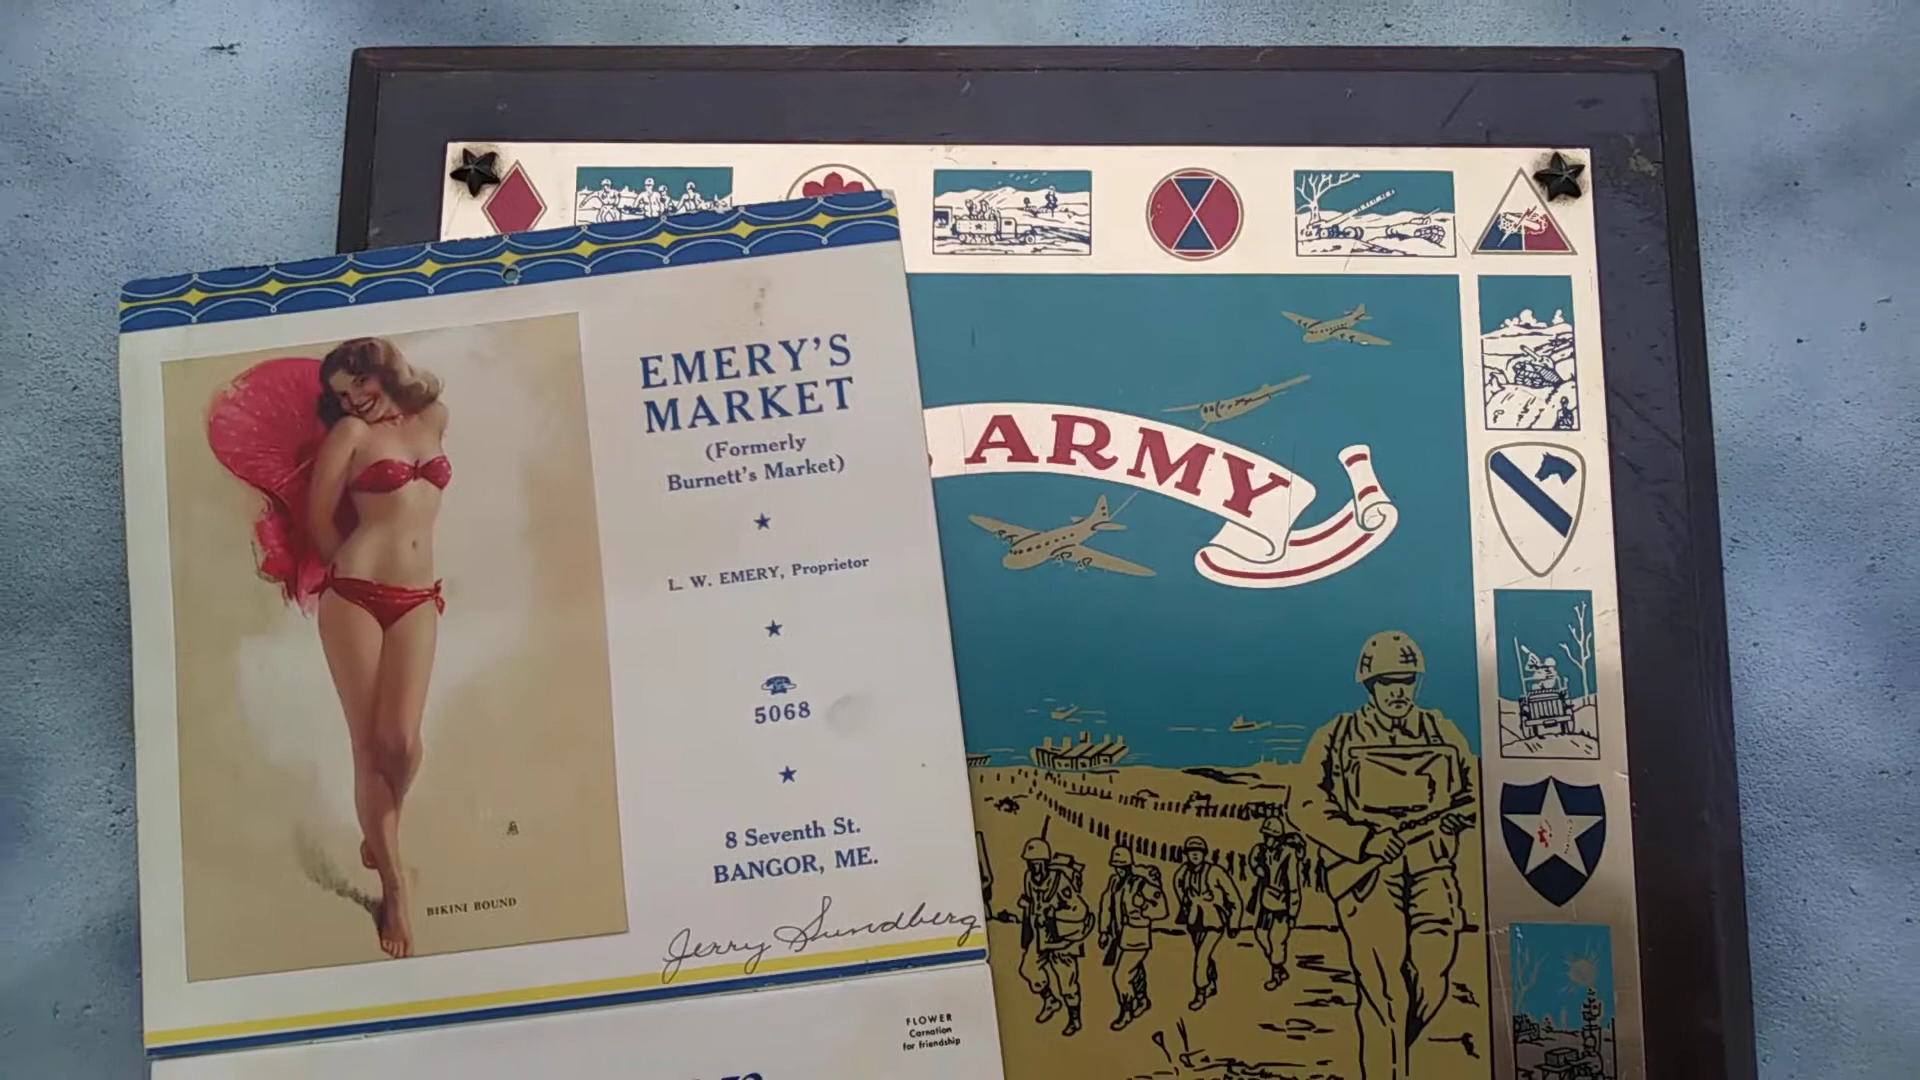 EMERY'S
MARKET
(Formerly
Burnett's Market)
L. W. EMERY, Proprietor
5068
8 Seventh St.
BANGOR, ME.
Jerry Sundberg
BIKINI BOUND
FLOWER
Carnation
for friendship
ARMY